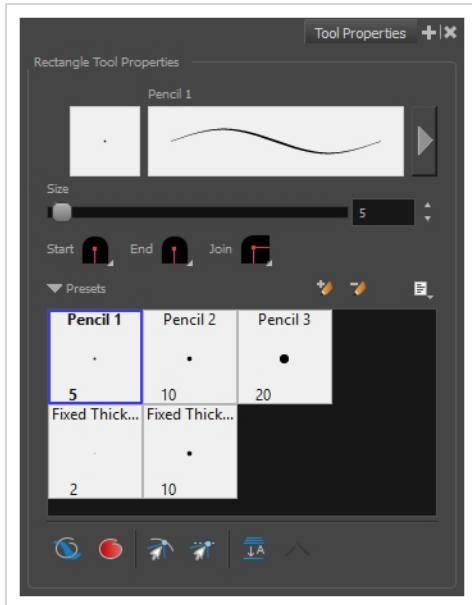 Tool Properties
Rectangle Tool Properties
Pencil 1
Size
5
Start End Join
Presets
Pencil 1 Pencil 2 Pencil 3
5 10 20
Fixed Thick... Fixed Thick...
2 10
A